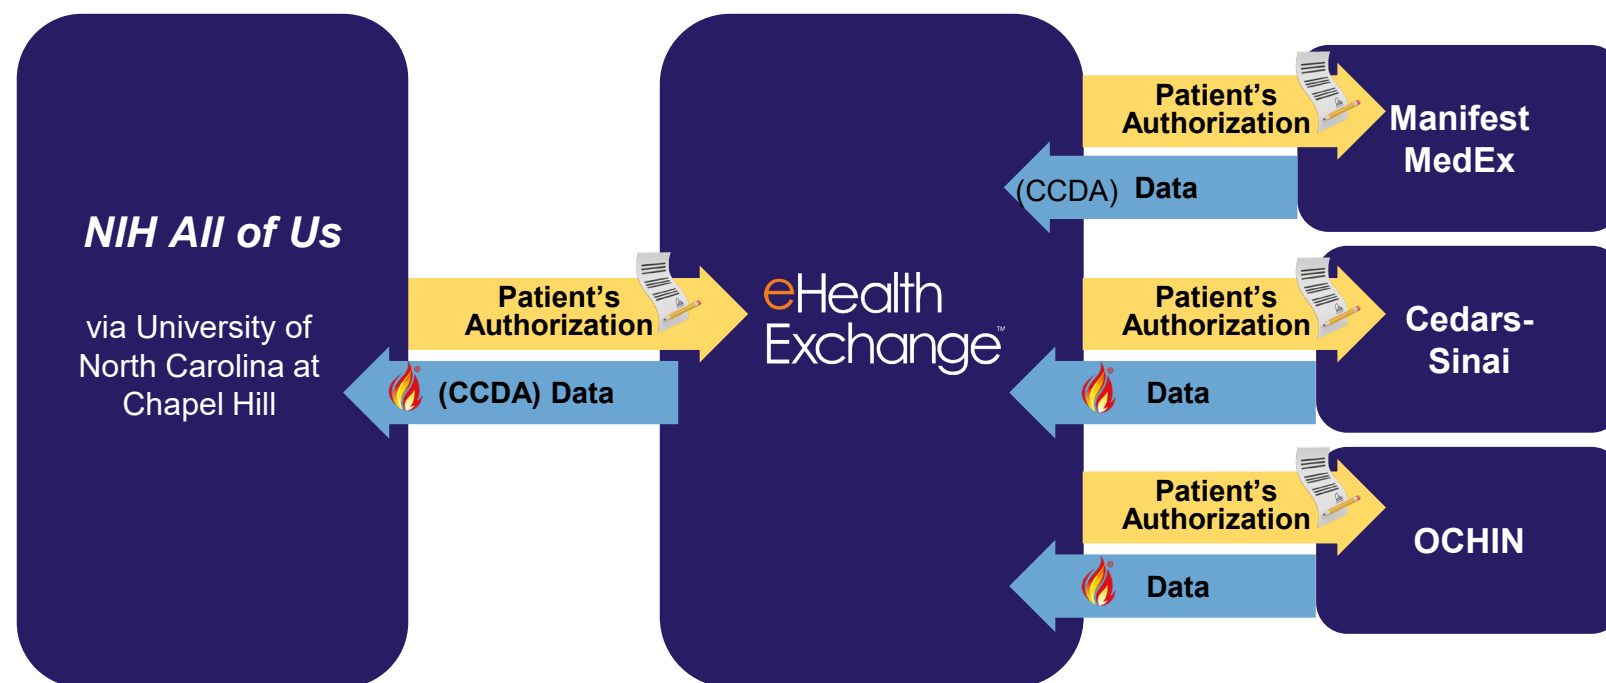 NIH All of Us
via University of
North Carolina at
Chapel Hill
Patient's
Authorization
(CCDA) Data
eHealth
Exchange™
Patient's
Authorization
(CCDA) Data
Manifest
MedEx
Patient's
Authorization
Data
Cedars-
Sinai
Patient's
Authorization
Data
OCHIN